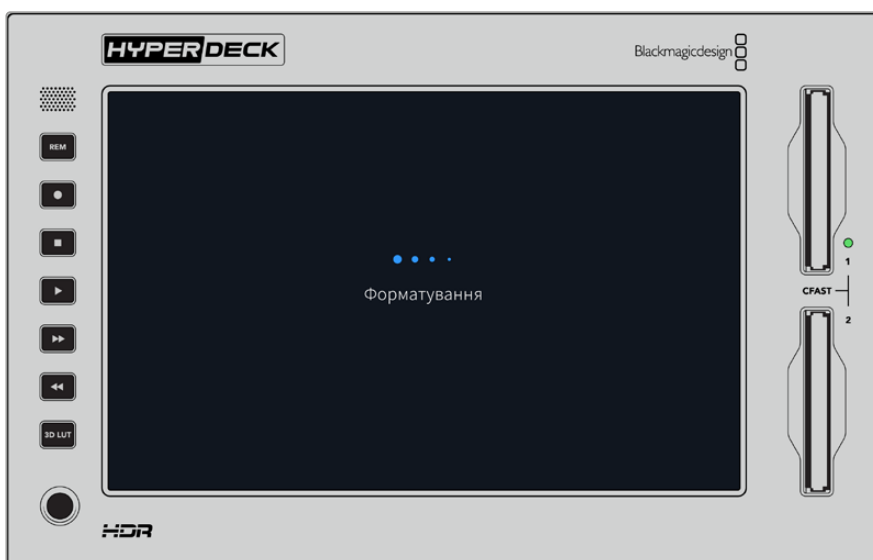 HYPERDECK
Blackmagicdesign
REM
Форматування
1
CFAST
2
3D LUT
HDR